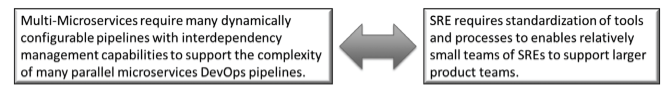 Multi-Microservices require many dynamically
configurable pipelines with interdependency
management capabilities to support the complexity
of many parallel microservices DevOps pipelines.
SRE requires standardization of tools
and processes to enables relatively
small teams of SREs to support larger
product teams.